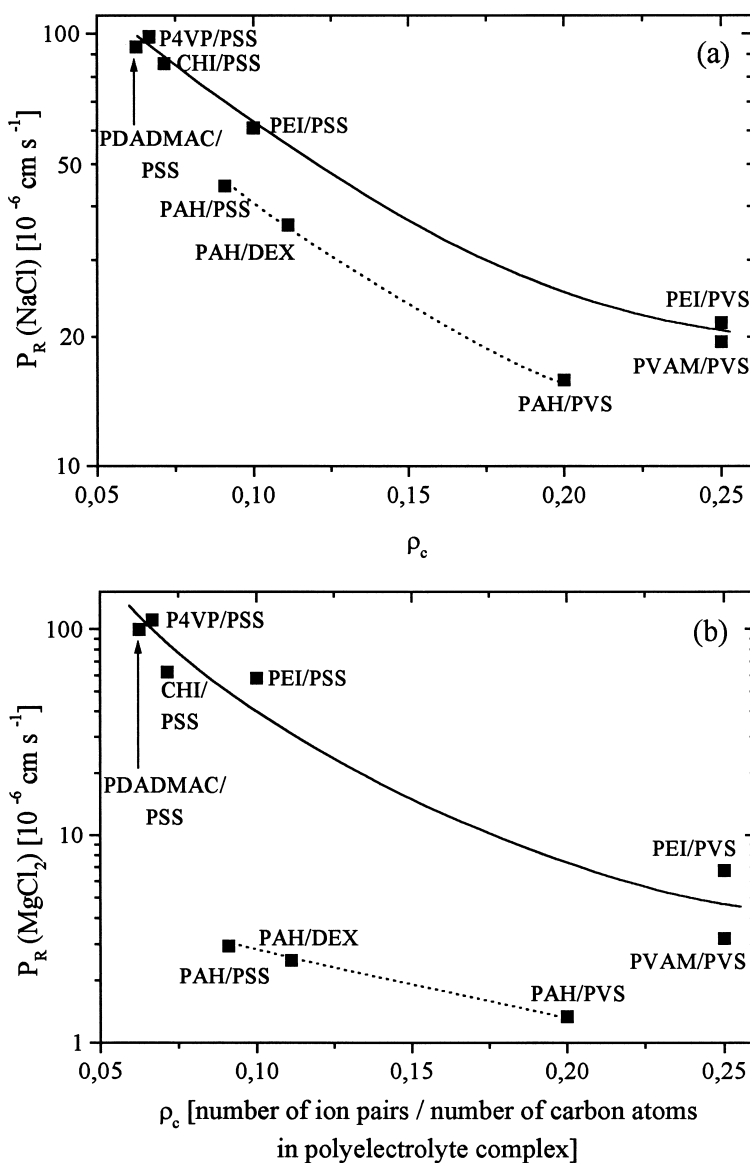 (a)
100
50
20
10
P_R (NaCl) [10^-6 cm s^-1]
P4VP/PSS
CHI/PSS
PEI/PSS
PDADMAC/
PSS
PAH/PSS
PAH/DEX
PEI/PVS
PVAM/PVS
PAH/PVS
0,05 0,10 0,15 0,20 0,25
ρ_c
(b)
100
10
1
P_R (MgCl_2) [10^-6 cm s^-1]
P4VP/PSS
CHI/
PSS
PEI/PSS
PDADMAC/
PSS
PEI/PVS
PAH/DEX
PAH/PSS
PVAM/PVS
PAH/PVS
0,05 0,10 0,15 0,20 0,25
ρ_c [number of ion pairs / number of carbon atoms
in polyelectrolyte complex]